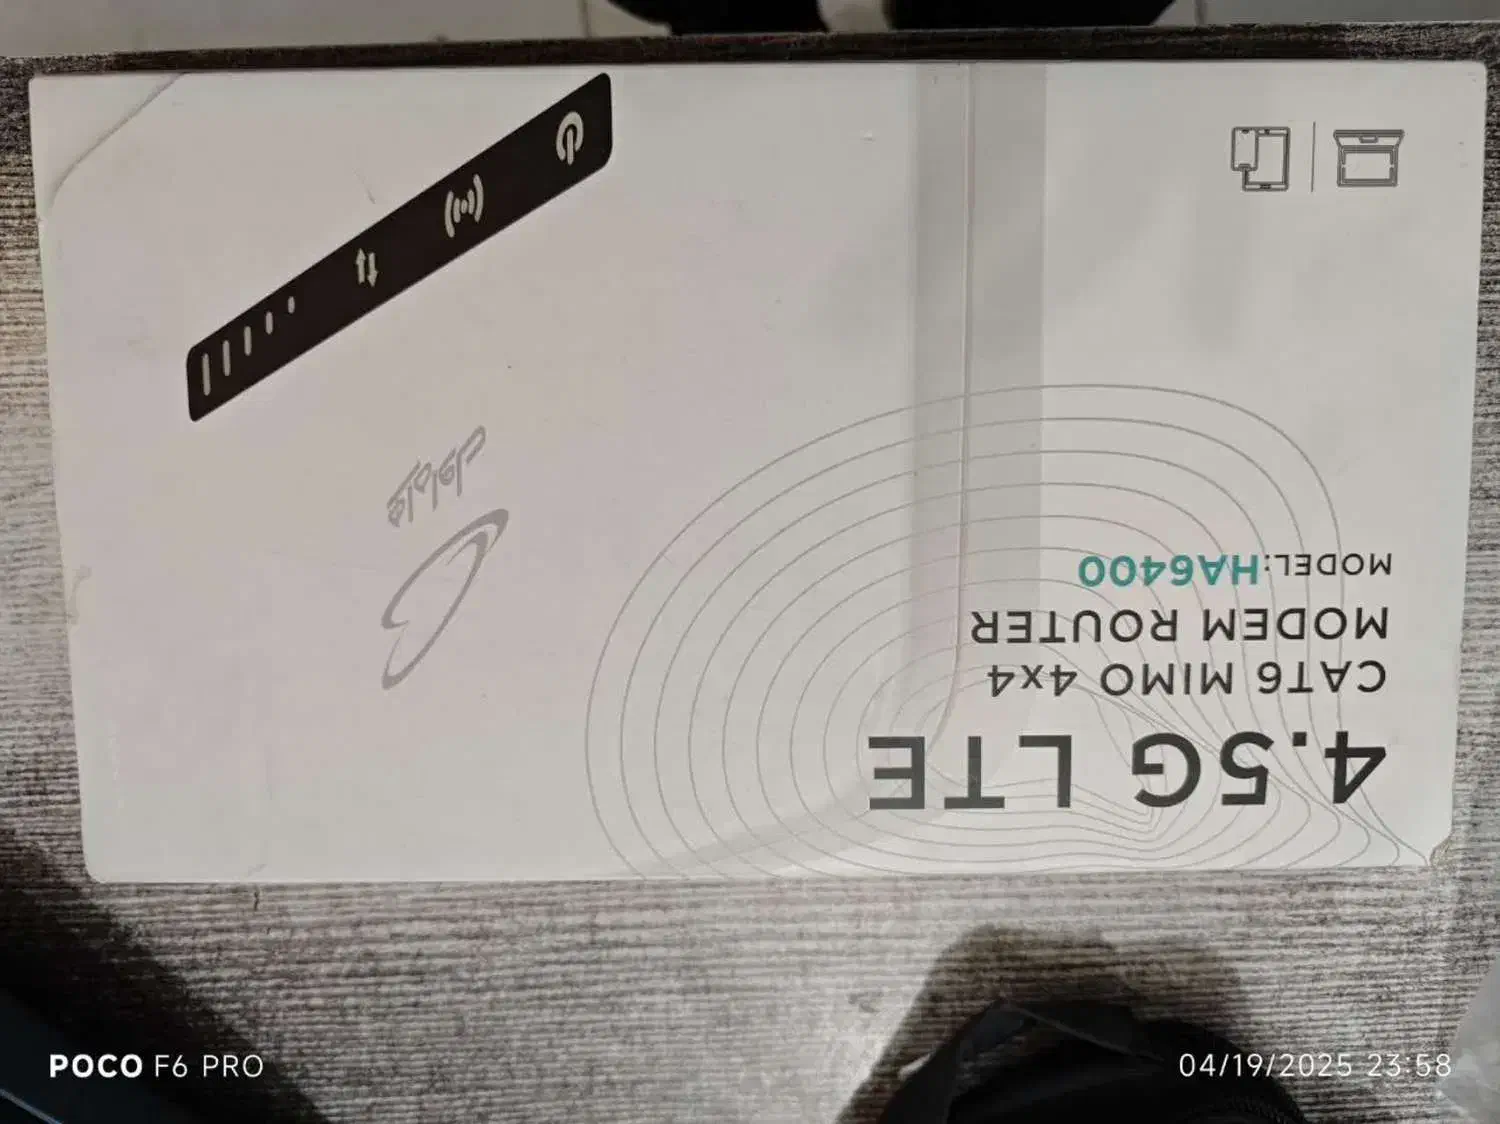 4.5G LTE
CAT6 MIMO 4x4
MODEM ROUTER
MODEL:HA6400
POCO F6 PRO
04/19/2025 23:58